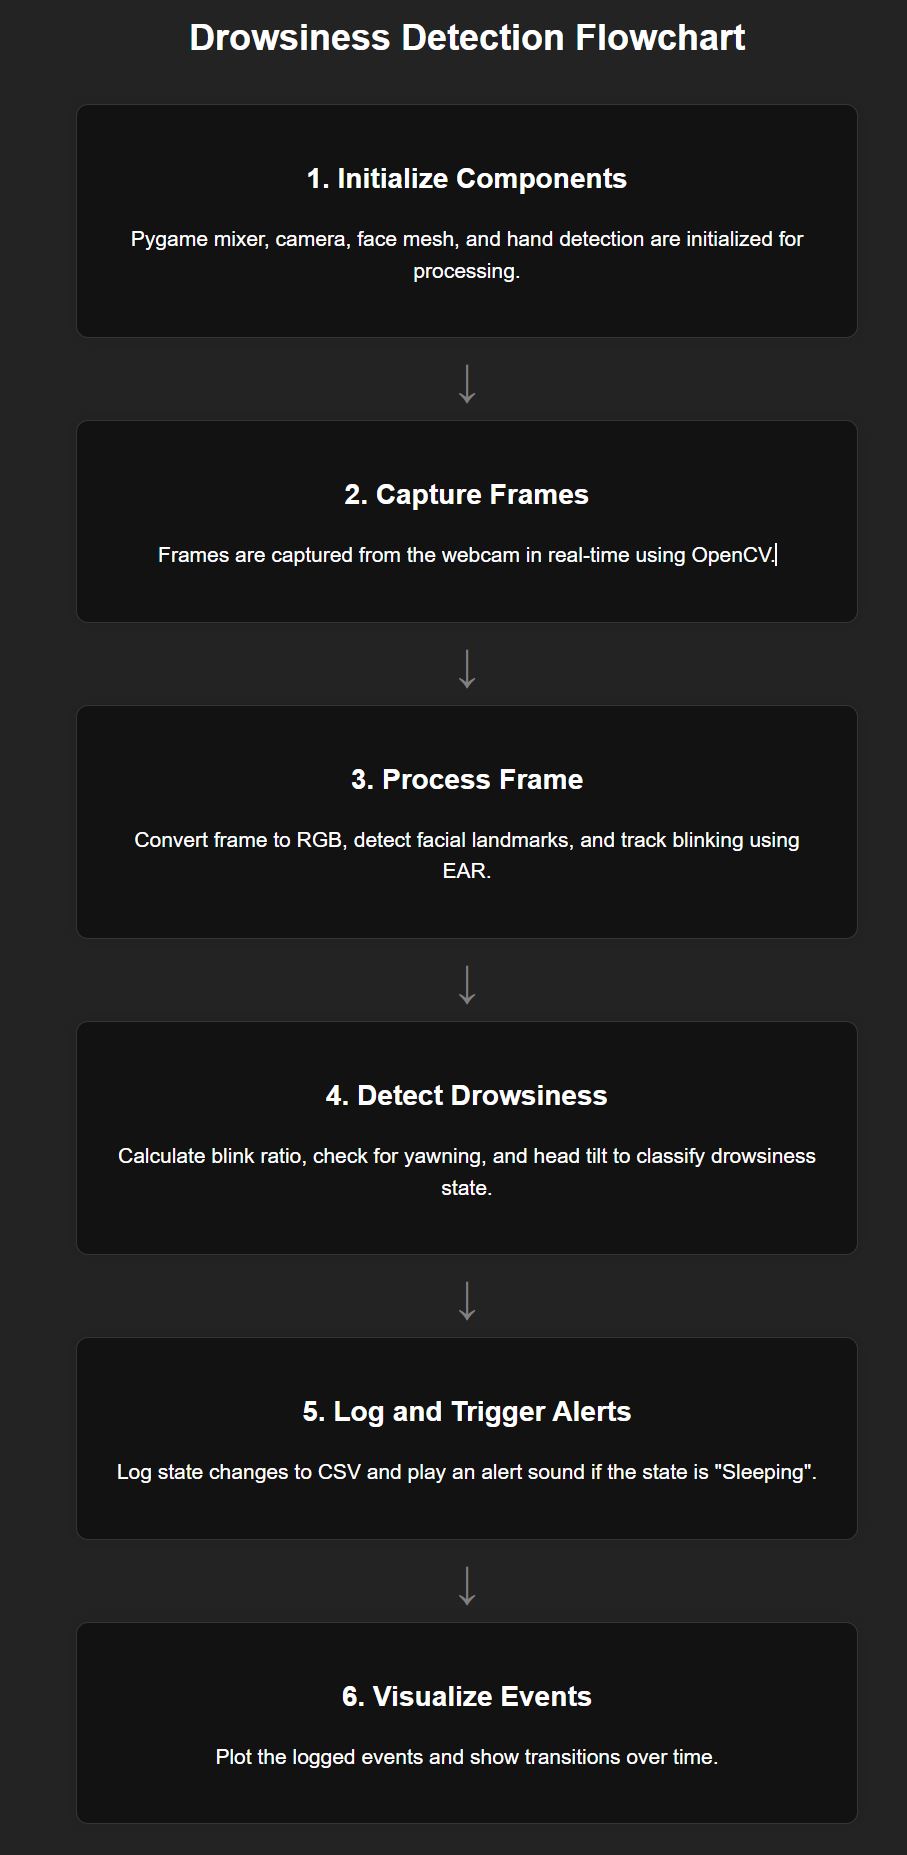 Drowsiness Detection Flowchart
1. Initialize Components
Pygame mixer, camera, face mesh, and hand detection are initialized for
processing.
2. Capture Frames
Frames are captured from the webcam in real-time using OpenCV.
3. Process Frame
Convert frame to RGB, detect facial landmarks, and track blinking using
EAR.
4. Detect Drowsiness
Calculate blink ratio, check for yawning, and head tilt to classify drowsiness
state.
5. Log and Trigger Alerts
Log state changes to CSV and play an alert sound if the state is "Sleeping".
6. Visualize Events
Plot the logged events and show transitions over time.